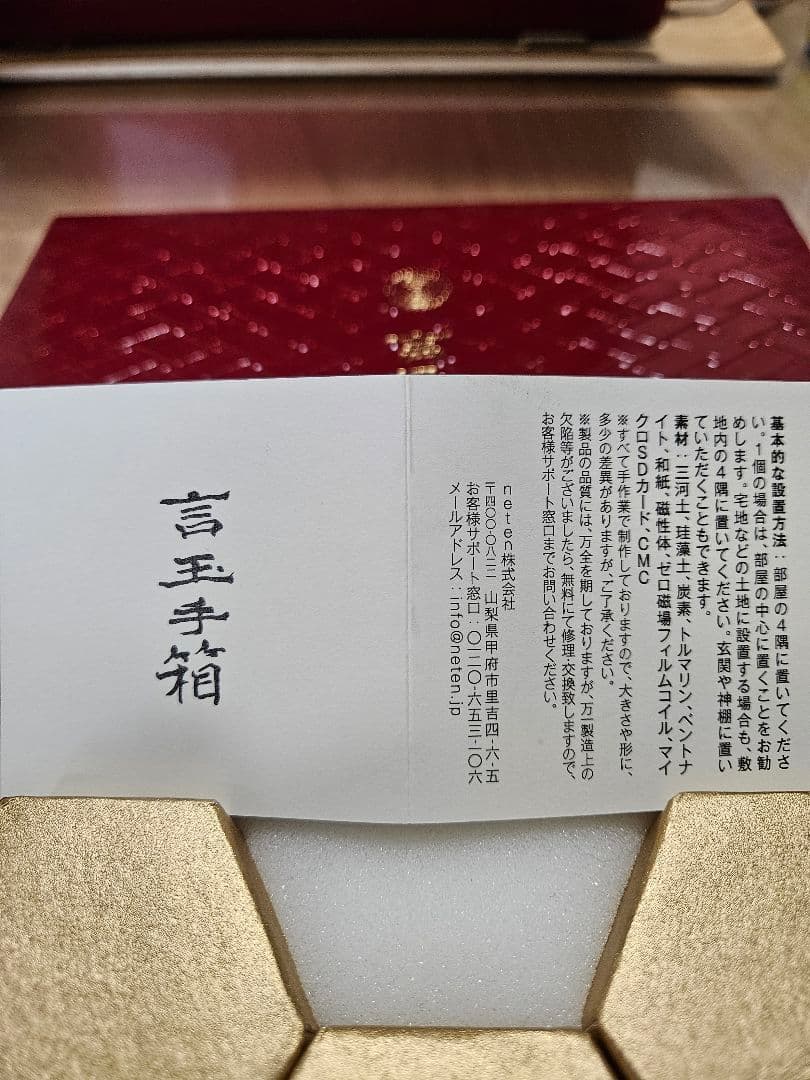 基本的な設置方法：部屋の4隅に置いてくださ
い。1個の場合は、部屋の中心に置くことをお勧
めします。宅地などの土地に設置する場合も、敷
地内の4隅に置いてください。玄関や神棚に置い
ていただくこともできます。
素材：三河土、珪藻土、炭素、トルマリン、ベントナ
イト、和紙、磁性体、ゼロ磁場フィルムコイル、マイ
クロSDカード、CMC
※すべて手作業で制作しておりますので、大きさや形に、
多少の差異がありますが、ご了承ください。
※製品の品質には、万全を期しておりますが、万一製造上の
欠陥等がございましたら、無料にて修理・交換致しますので、
お客様サポート窓口までお問い合わせください。
neten株式会社
〒四〇〇-〇八二二 山梨県甲府市里吉四-六-五
お客様サポート窓口：〇一二〇-六五三-一〇六
メールアドレス：info@neten.jp
言玉手箱